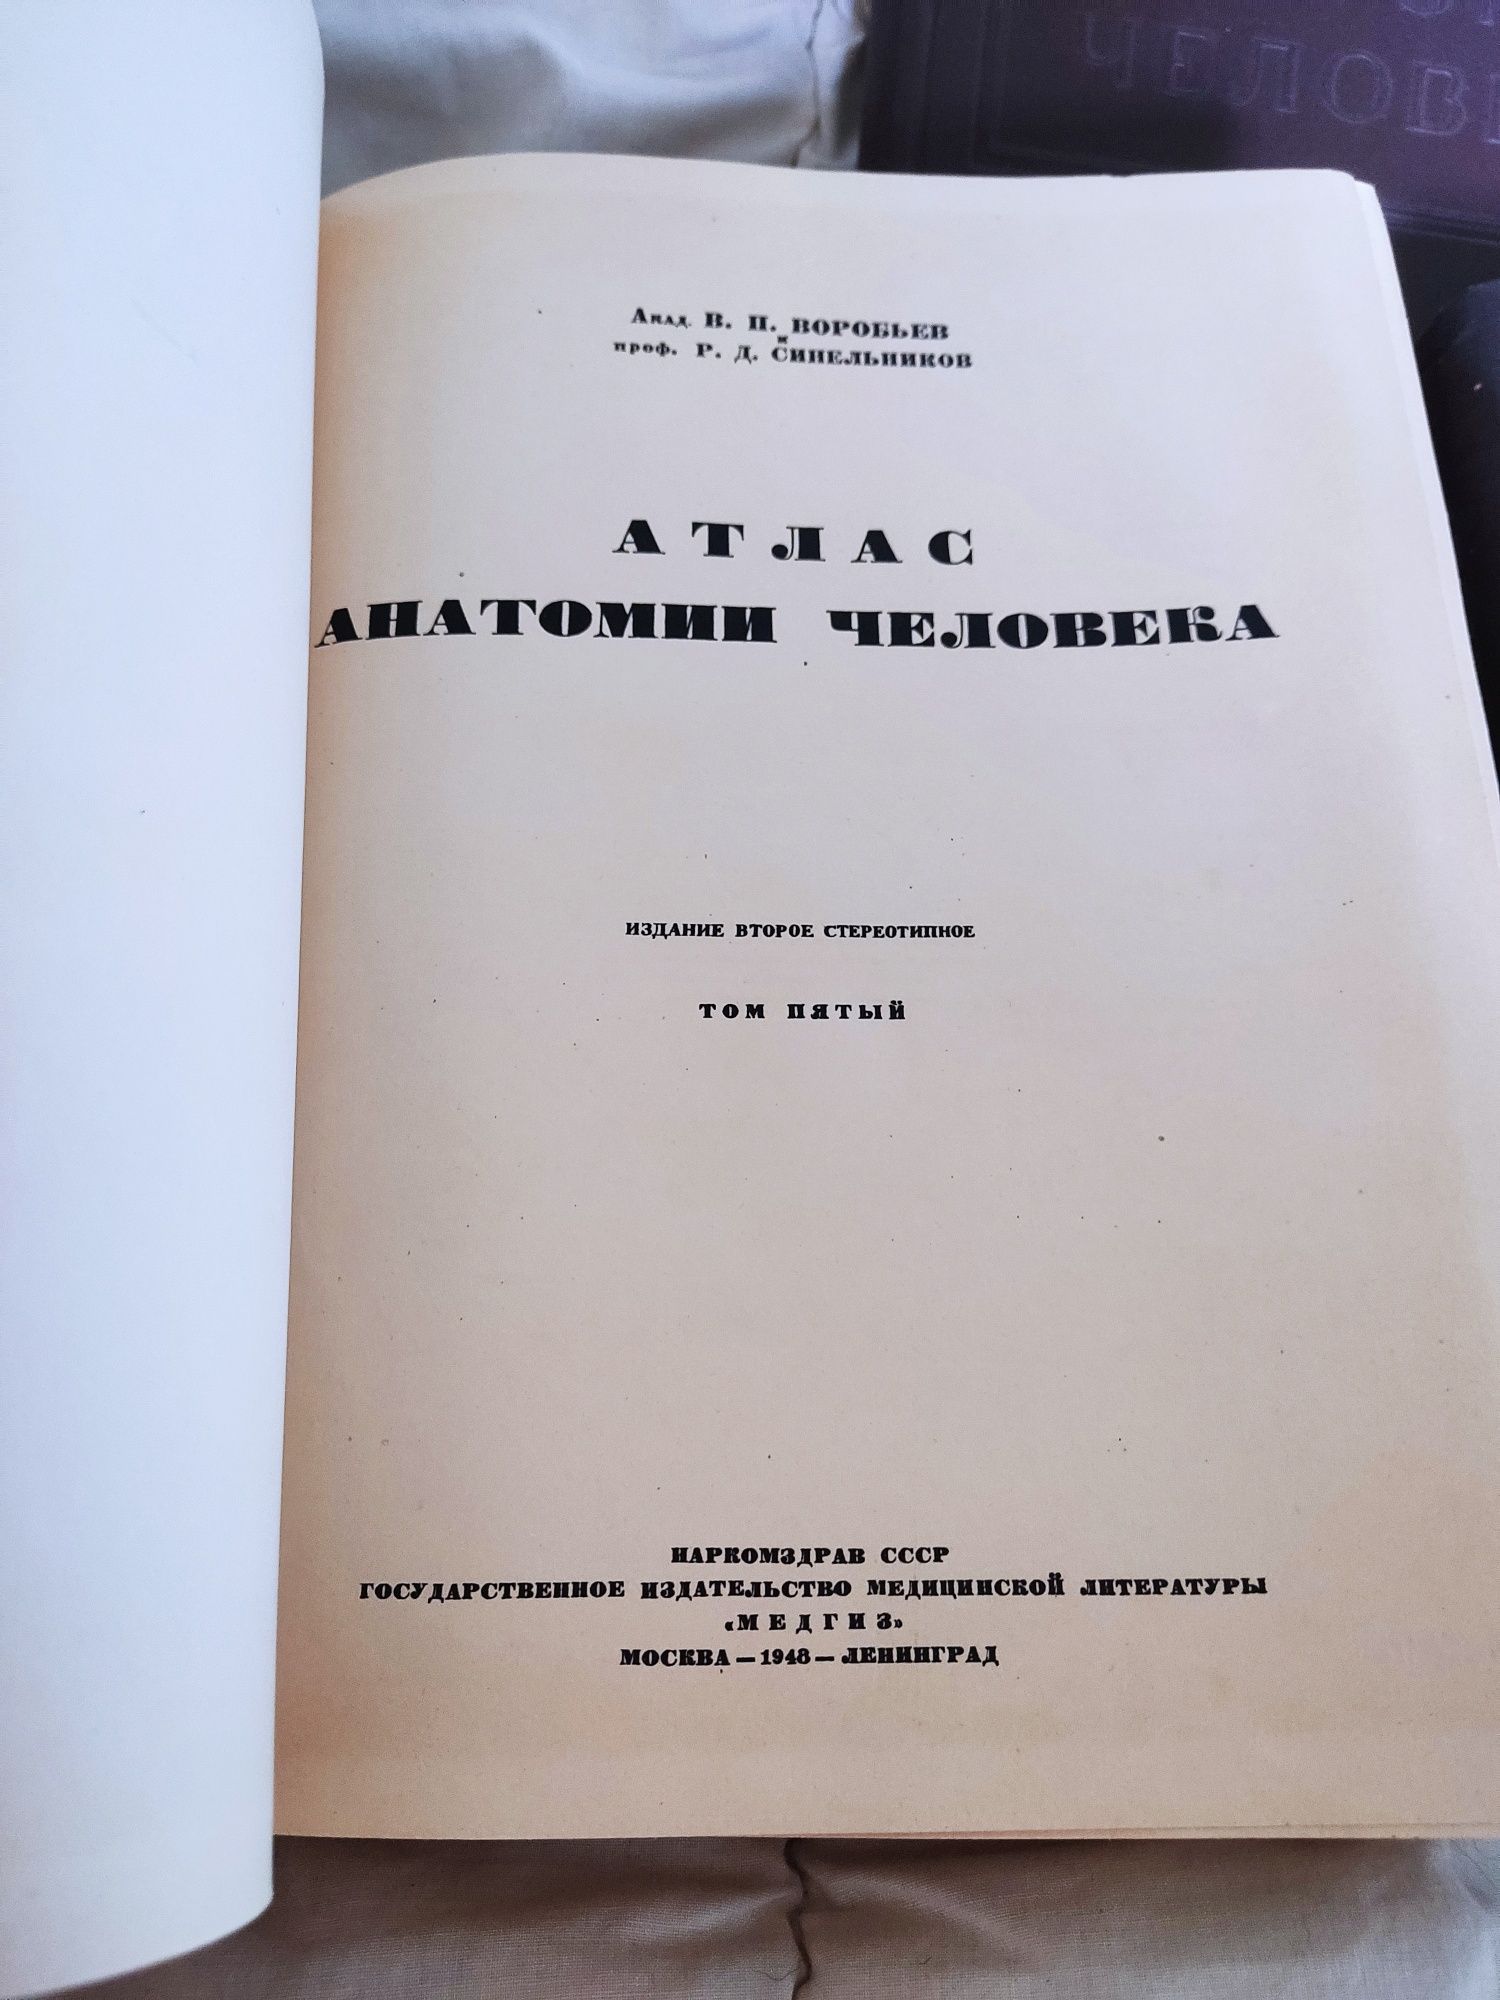 ЧЕЛОВЕ
Акад. В. П. ВОРОБЬЕВ
и
проф. Р. Д. СИНЕЛЬНИКОВ
АТЛАС
АНАТОМИИ ЧЕЛОВЕКА
ИЗДАНИЕ ВТОРОЕ СТЕРЕОТИПНОЕ
ТОМ ПЯТЫЙ
НАРКОМЗДРАВ СССР
ГОСУДАРСТВЕННОЕ ИЗДАТЕЛЬСТВО МЕДИЦИНСКОЙ ЛИТЕРАТУРЫ
«МЕДГИЗ»
МОСКВА — 1948 — ЛЕНИНГРАД